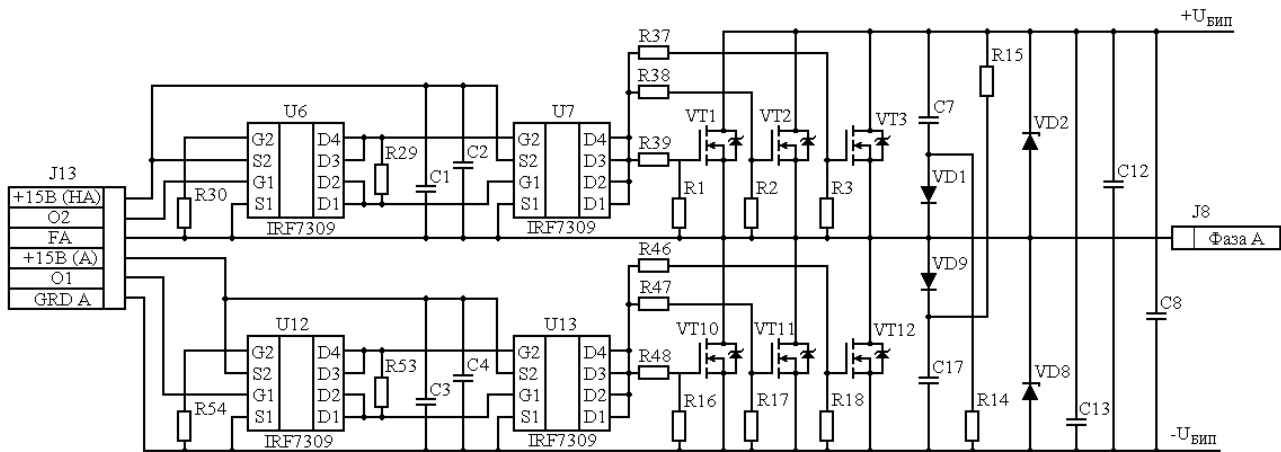 +U БИП
R37
R15
R38
U6
U7
VT1
VT2
VT3
C7
VD2
G2
D4
G2
D4
R39
S2
D3
R29
C2
S2
D3
J13
G1
D2
C1
G1
D2
R1
R2
R3
VD1
C12
+15В (НА)
R30
S1
D1
S1
D1
J8
O2
IRF7309
IRF7309
FA
Фаза А
+15В (А)
R46
VD9
O1
R47
GRD A
U12
U13
VT10
VT11
VT12
C8
G2
D4
G2
D4
R48
S2
D3
R53
C4
S2
D3
C17
VD8
G1
D2
C3
G1
D2
R54
S1
D1
S1
D1
R16
R17
R18
R14
C13
IRF7309
IRF7309
-U БИП